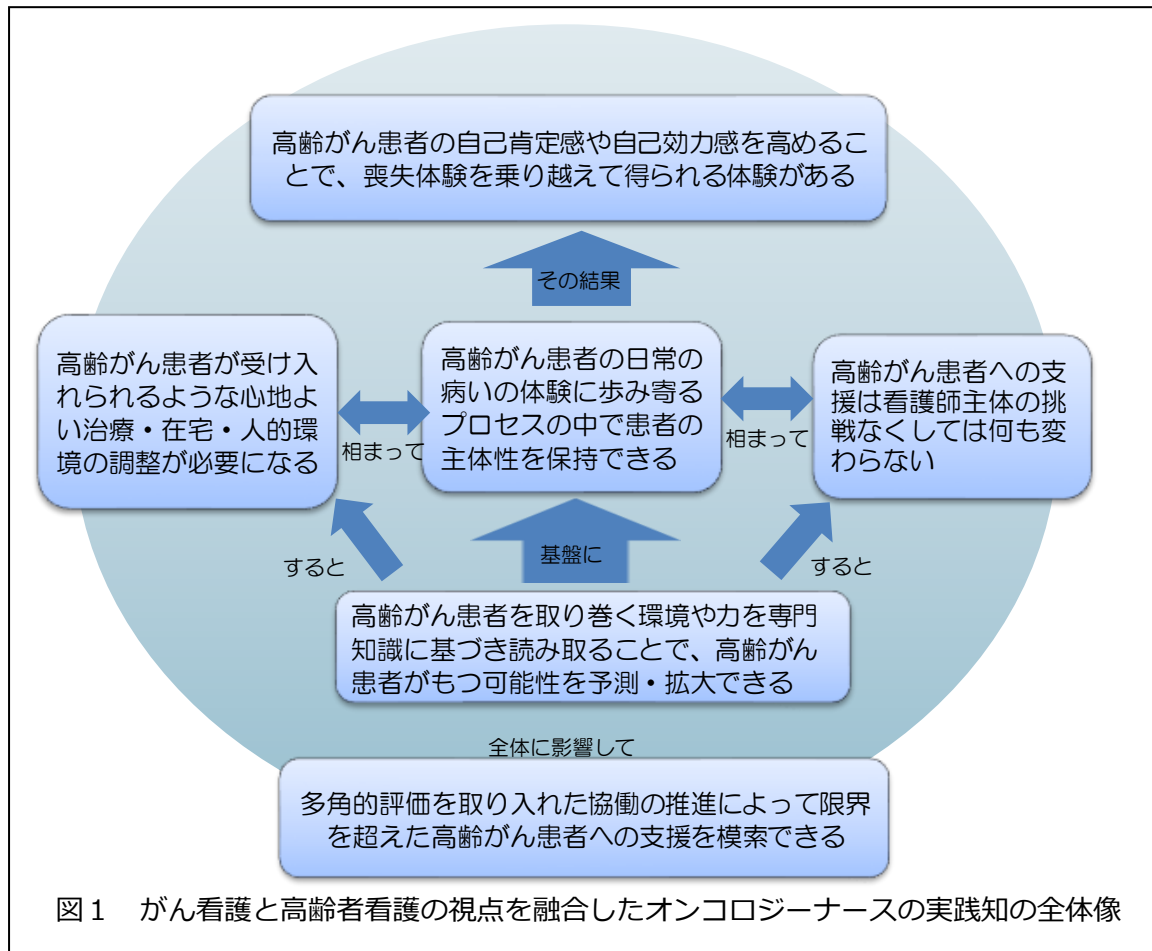 高齢がん患者の自己肯定感や自己効力感を高めるこ
とで、喪失体験を乗り越えて得られる体験がある
その結果
高齢がん患者が受け入
れられるような心地よ
い治療・在宅・人的環
境の調整が必要になる
相まって
高齢がん患者の日常の
病いの体験に歩み寄る
プロセスの中で患者の
主体性を保持できる
相まって
高齢がん患者への支
援は看護師主体の挑
戦なくしては何も変
わらない
すると
基盤に
すると
高齢がん患者を取り巻く環境や力を専門
知識に基づき読み取ることで、高齢がん
患者がもつ可能性を予測・拡大できる
全体に影響して
多角的評価を取り入れた協働の推進によって限界
を超えた高齢がん患者への支援を模索できる
図1 がん看護と高齢者看護の視点を融合したオンコロジーナースの実践知の全体像